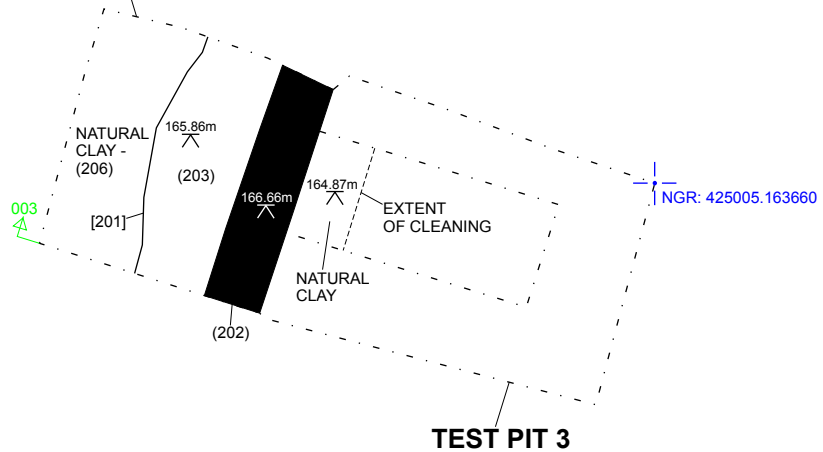 165.86m
NATURAL
CLAY -
(206)
(203)
166.66m
164.87m
NGR: 425005.163660
003
[201]
EXTENT
OF CLEANING
NATURAL
CLAY
(202)
TEST PIT 3